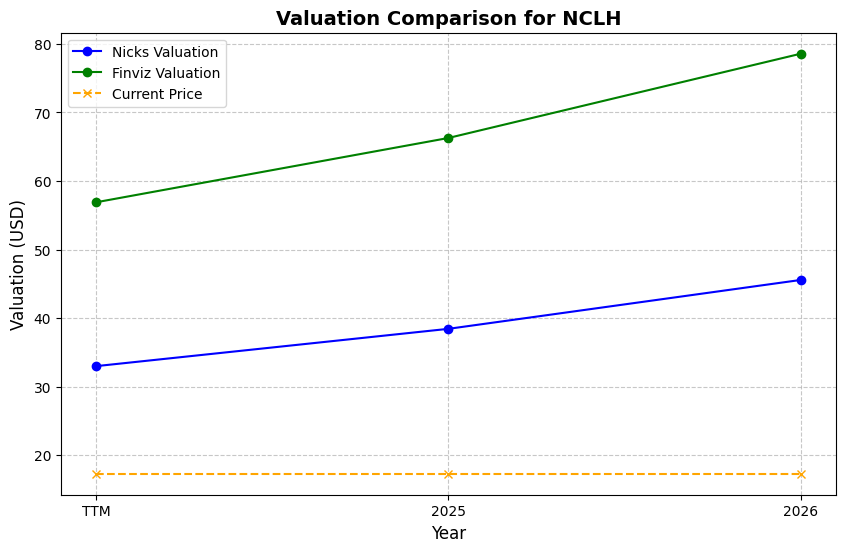 Valuation Comparison for NCLH
Nicks Valuation
Finviz Valuation
Current Price
Valuation (USD)
80
70
60
50
40
30
20
TTM
2025
2026
Year